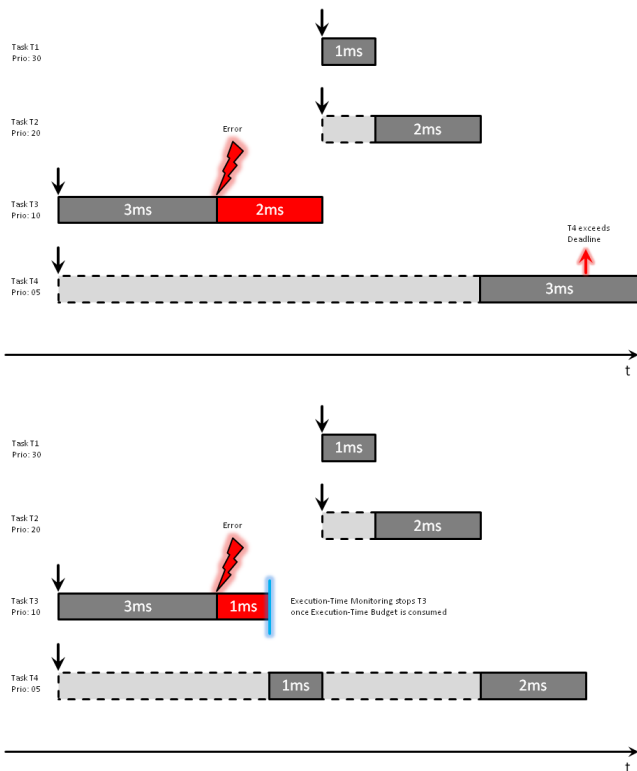 Task T1
Prio: 30
1ms
Task T2
Prio: 20
2ms
Error
Task T3
Prio: 10
3ms
2ms
T4 exceeds
Deadline
Task T4
Prio: 05
3ms
t
Task T1
Prio: 30
1ms
Task T2
Prio: 20
2ms
Error
Task T3
Prio: 10
3ms
1ms
Execution-Time Monitoring stops T3
once Execution-Time Budget is consumed
Task T4
Prio: 05
1ms
2ms
t